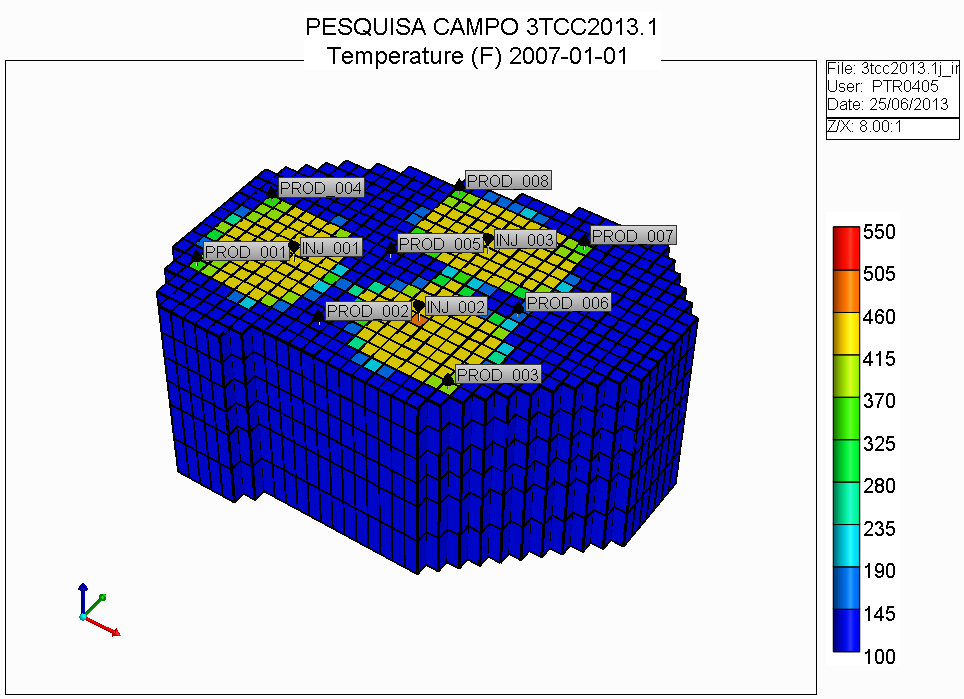 PESQUISA CAMPO 3TCC2013.1
Temperature (F) 2007-01-01
File: 3tcc2013.1j_ir
User: PTR0405
Date: 25/06/2013
Z/X: 8.00:1
PROD_004
PROD_008
PROD_001
INJ_001
PROD_005
INJ_003
PROD_007
PROD_002
INJ_002
PROD_006
PROD_003
550
505
460
415
370
325
280
235
190
145
100